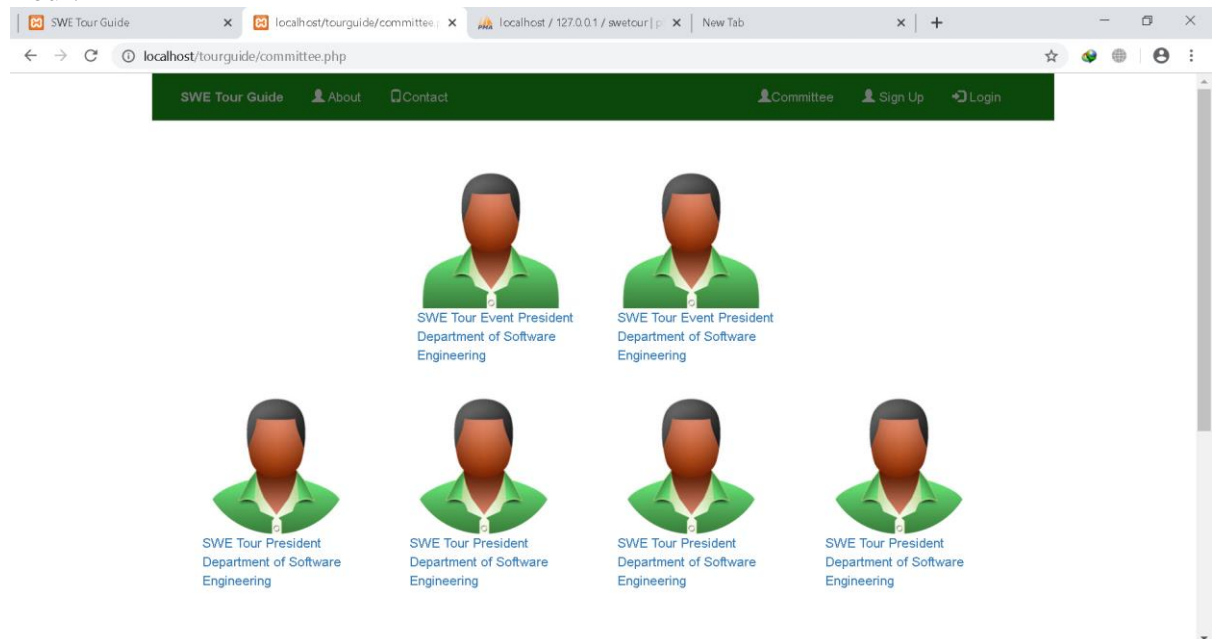 SWE Tour Guide
localhost/tourguide/committee.p
localhost / 127.0.0.1 / swetour | p
New Tab
localhost/tourguide/committee.php
SWE Tour Guide About Contact Committee Sign Up Login
SWE Tour Event President
Department of Software
Engineering
SWE Tour Event President
Department of Software
Engineering
SWE Tour President
Department of Software
Engineering
SWE Tour President
Department of Software
Engineering
SWE Tour President
Department of Software
Engineering
SWE Tour President
Department of Software
Engineering